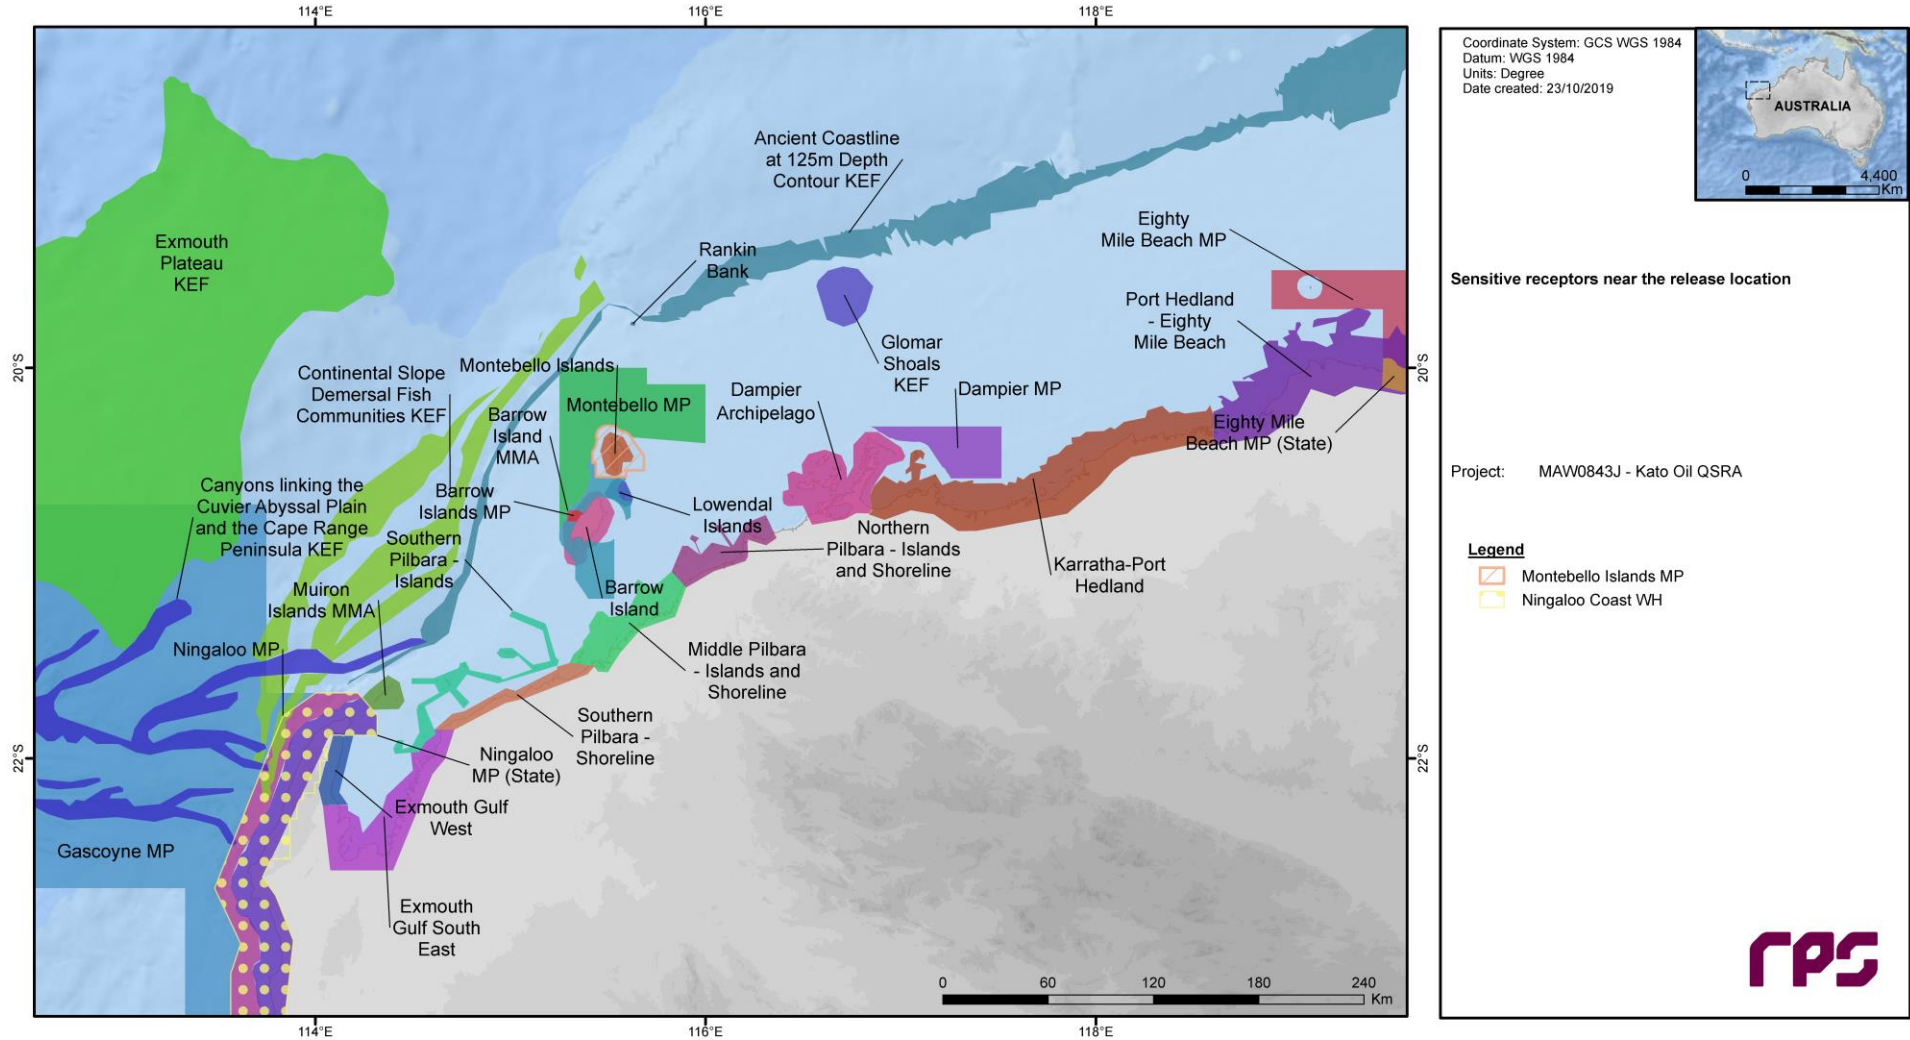 114°E
116°E
118°E
Ancient Coastline
at 125m Depth
Contour KEF
Exmouth
Plateau
KEF
Rankin
Bank
Eighty
Mile Beach MP
Port Hedland
- Eighty
Mile Beach
Glomar
Shoals
KEF
20°S
20°S
Continental Slope
Demersal Fish
Communities KEF
Montebello Islands
Montebello MP
Barrow
Island
MMA
Dampier
Archipelago
Dampier MP
Eighty Mile
Beach MP (State)
Canyons linking the
Cuvier Abyssal Plain
and the Cape Range
Peninsula KEF
Barrow
Islands MP
Lowendal
Islands
Southern
Pilbara -
Islands
Northern
Pilbara - Islands
and Shoreline
Karratha-Port
Hedland
Muiron
Islands MMA
Barrow
Island
Ningaloo MP
Middle Pilbara
- Islands and
Shoreline
Southern
Pilbara -
Shoreline
Ningaloo
MP (State)
22°S
22°S
Exmouth Gulf
West
Gascoyne MP
Exmouth
Gulf South
East
0 60 120 180 240
Km
114°E
116°E
118°E
Coordinate System: GCS WGS 1984
Datum: WGS 1984
Units: Degree
Date created: 23/10/2019
AUSTRALIA
0 4,400
Km
Sensitive receptors near the release location
Project: MAW0843J - Kato Oil QSRA
Legend
Montebello Islands MP
Ningaloo Coast WH
rps